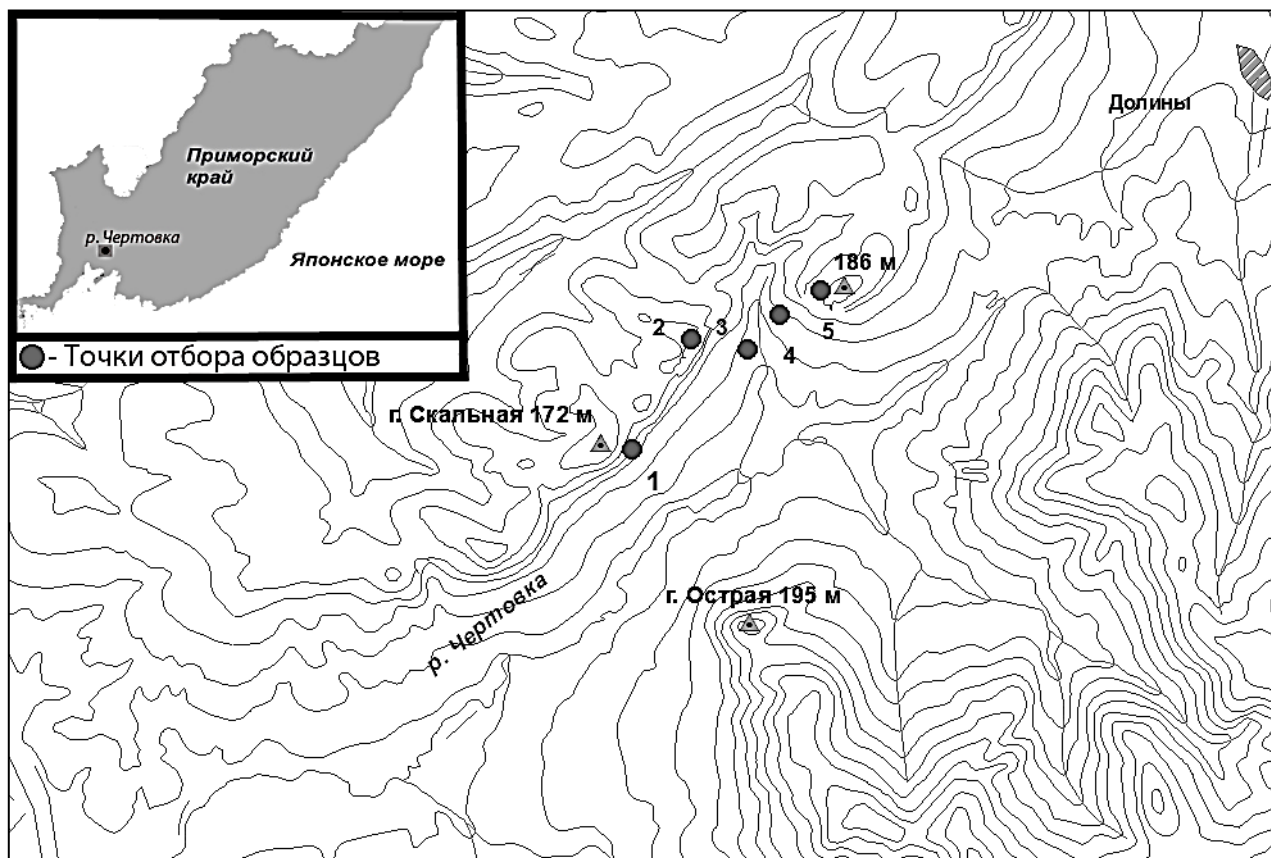 Приморский
край
р. Чертовка
Японское море
- Точки отбора образцов
Долины
186 м
2
3
5
4
г. Скальная 172 м
1
г. Острая 195 м
р. Чертовка